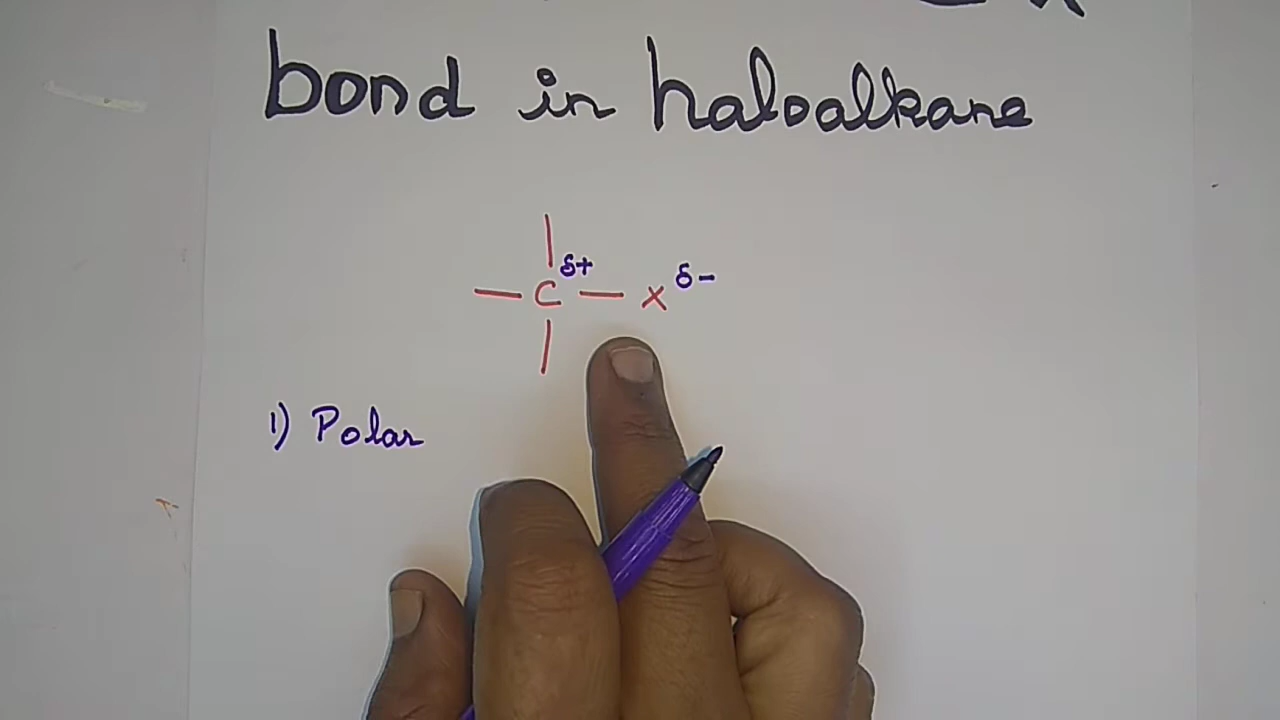 bond in haloalkane
C δ+ — X δ-
1) Polar